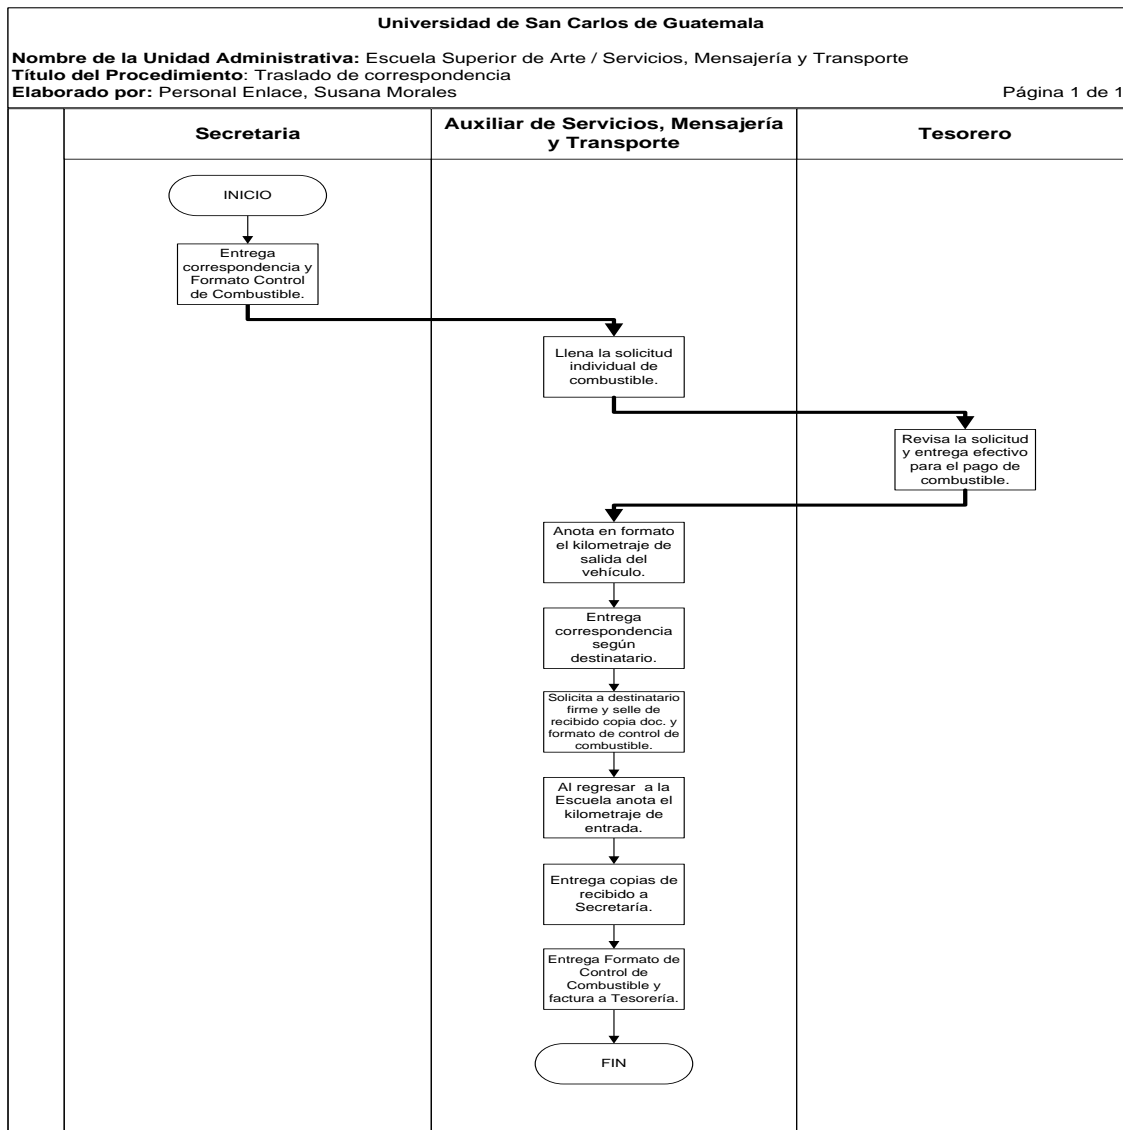 Universidad de San Carlos de Guatemala
Nombre de la Unidad Administrativa: Escuela Superior de Arte / Servicios, Mensajería y Transporte
Título del Procedimiento: Traslado de correspondencia
Elaborado por: Personal Enlace, Susana Morales
Página 1 de 1
Secretaria
Auxiliar de Servicios, Mensajería
y Transporte
Tesorero
INICIO
Entrega
correspondencia y
Formato Control
de Combustible.
Llena la solicitud
individual de
combustible.
Revisa la solicitud
y entrega efectivo
para el pago de
combustible.
Anota en formato
el kilometraje de
salida del
vehículo.
Entrega
correspondencia
según
destinatario.
Solicita a destinatario
firme y selle de
recibido copia doc. y
formato de control de
combustible.
Al regresar a la
Escuela anota el
kilometraje de
entrada.
Entrega copias de
recibido a
Secretaría.
Entrega Formato de
Control de
Combustible y
factura a Tesorería.
FIN